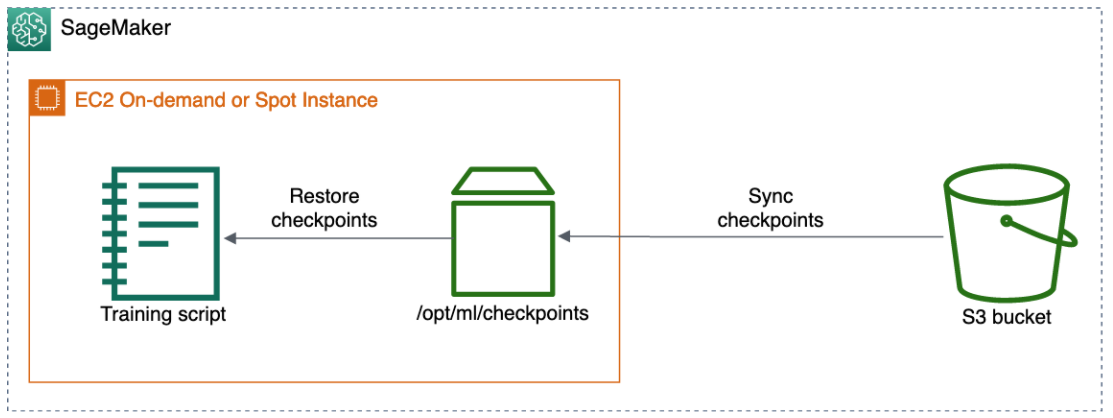 SageMaker
EC2 On-demand or Spot Instance
Restore
checkpoints
Sync
checkpoints
Training script
/opt/ml/checkpoints
S3 bucket